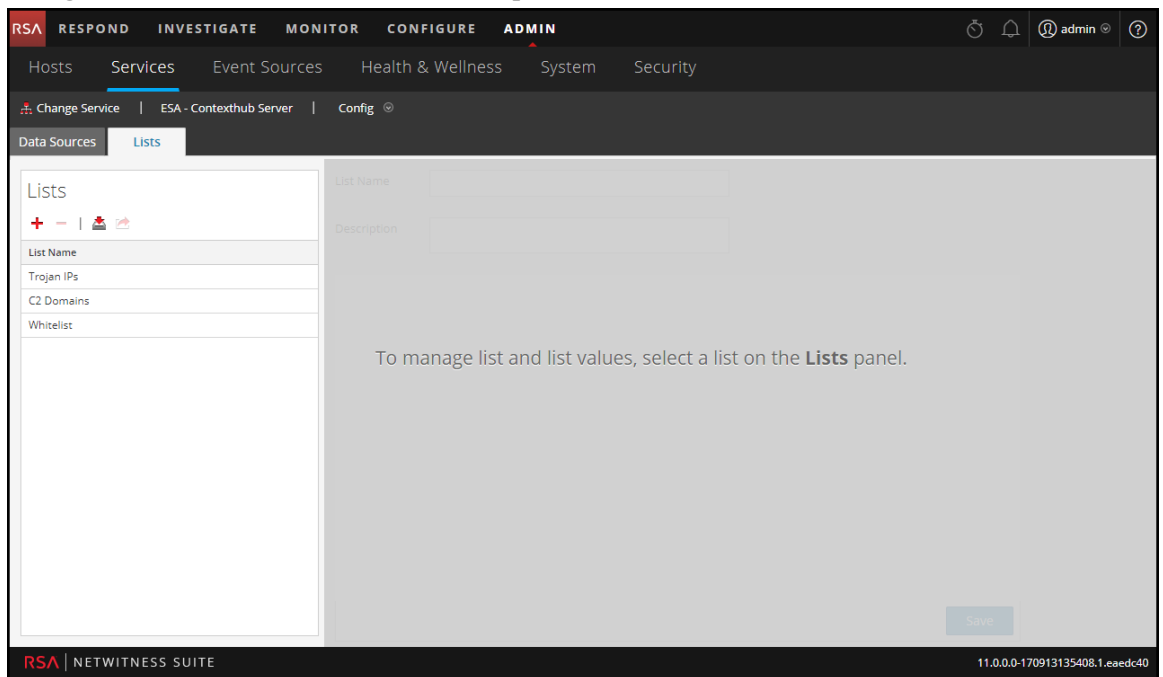 RSA RESPOND INVESTIGATE MONITOR CONFIGURE ADMIN admin ?
Hosts Services Event Sources Health & Wellness System Security
Change Service | ESA - Contexthub Server | Config
Data Sources Lists
Lists
List Name
Trojan IPs
C2 Domains
Whitelist
List Name
Description
To manage list and list values, select a list on the Lists panel.
Save
RSA | NETWITNESS SUITE 11.0.0.0-170913135408.1.eaedc40